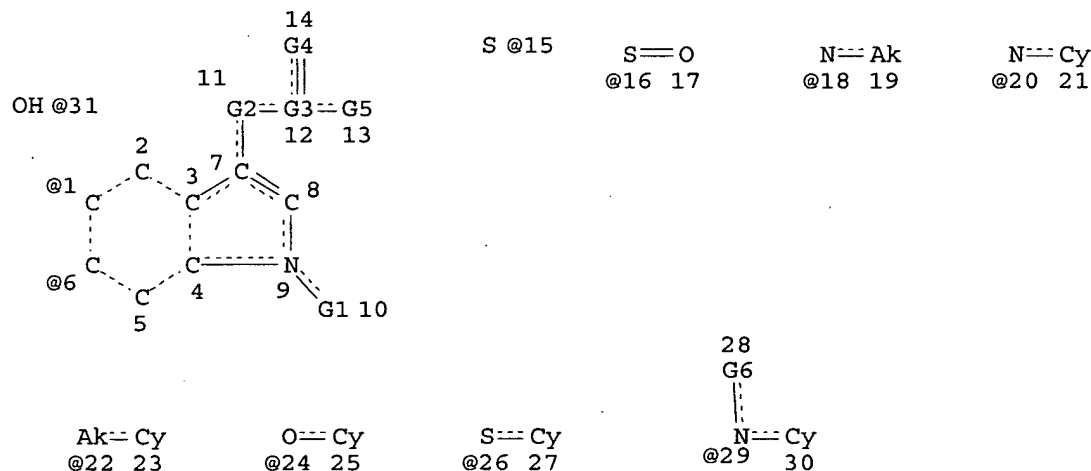 14
G4
S @15
S O
@16 17
N Ak
@18 19
N Cy
@20 21
11
OH @31
G2 G3 G5
12 13
2
C
7
C
@1 C
3
C
8
C
@6 C
C
4
N
9
C
5
G1 10
28
G6
Ak Cy
@22 23
O Cy
@24 25
S Cy
@26 27
N Cy
@29 30